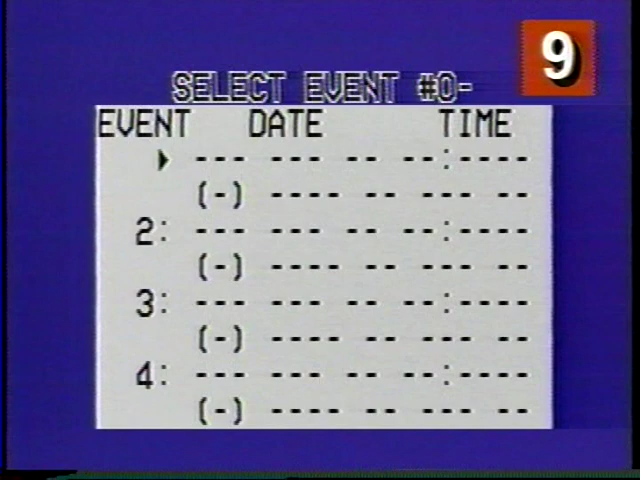 9
SELECT EVENT #0-
EVENT DATE TIME
--- --- -- --:----
(-) ---- -- --- --
2: --- --- -- --:----
(-) ---- -- --- --
3: --- --- -- --:----
(-) ---- -- --- --
4: --- --- -- --:----
(-) ---- -- --- --